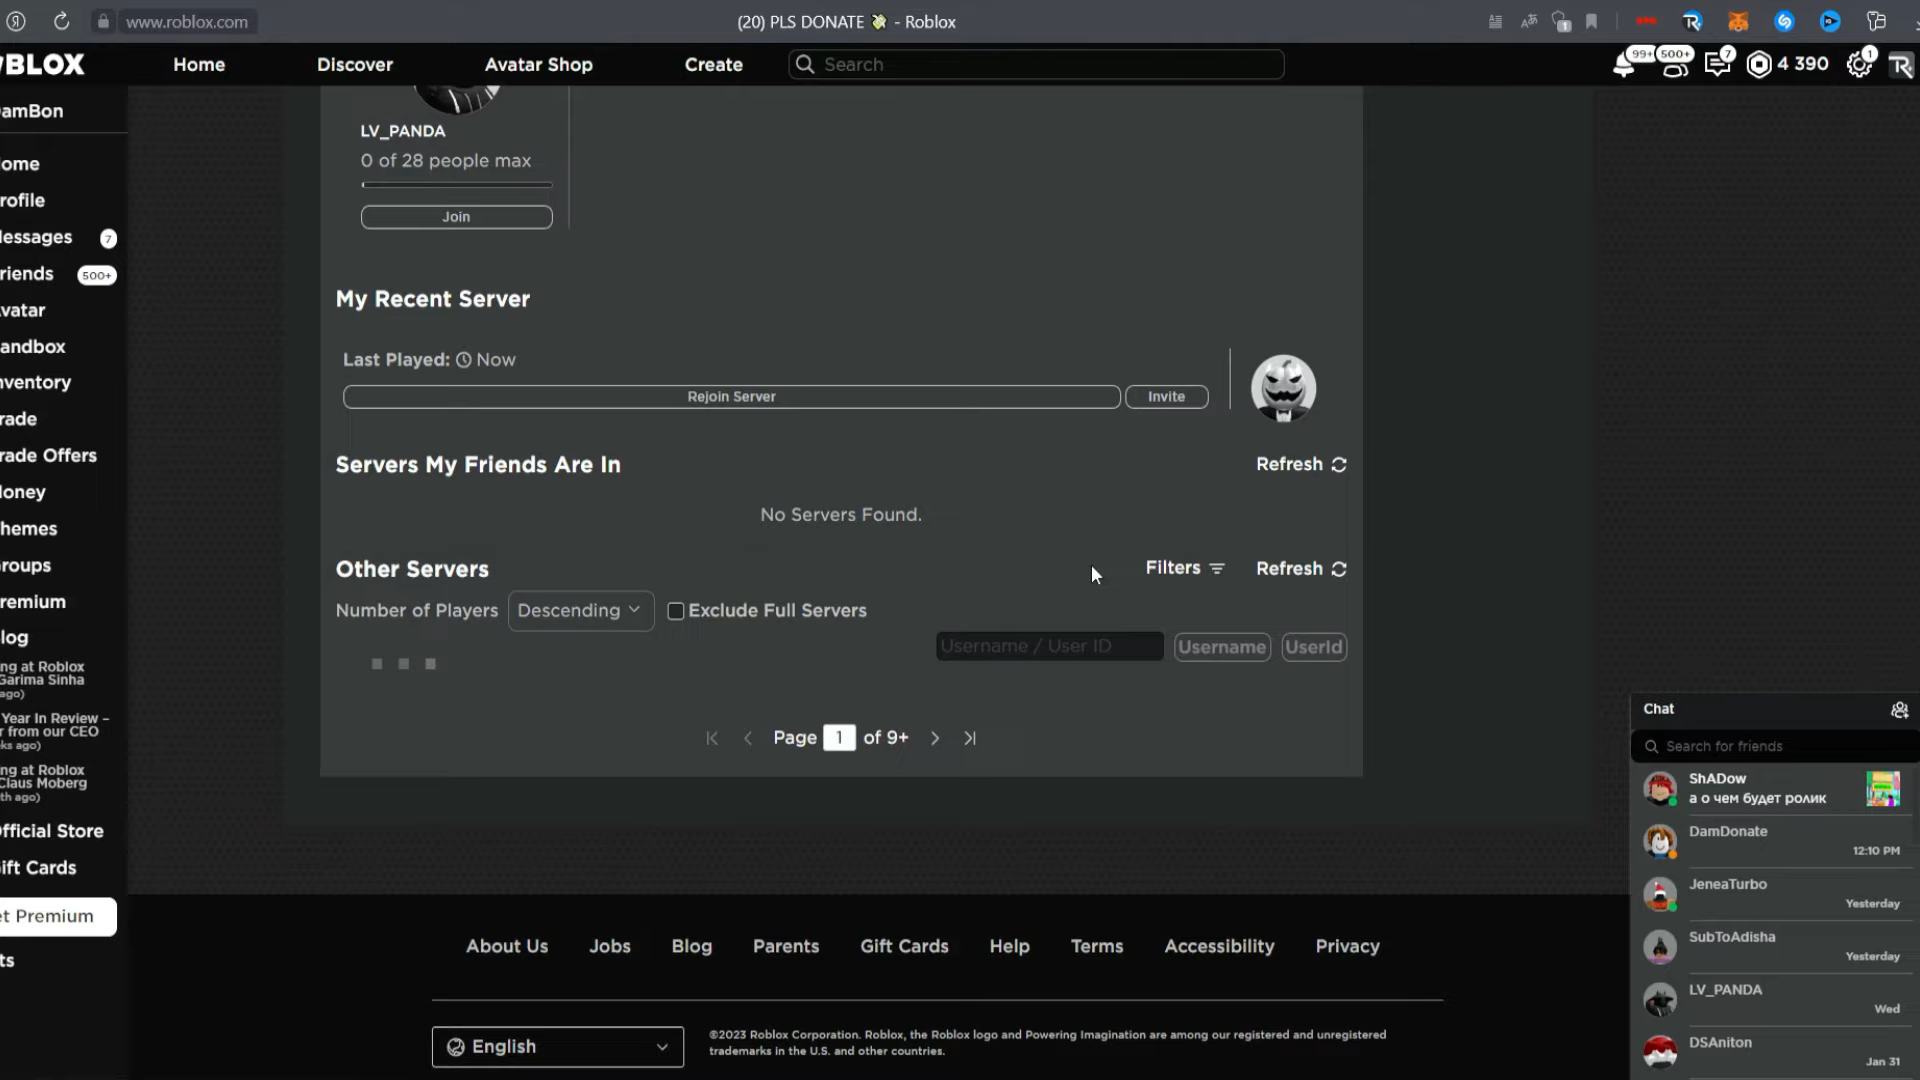 www.roblox.com
(20) PLS DONATE 💸 - Roblox
1
BLOX
Home
Discover
Avatar Shop
Create
Search
99+
500+
7
4 390
1
amBon
ome
rofile
essages
7
riends
500+
vatar
andbox
nventory
rade
rade Offers
oney
hemes
roups
remium
log
ng at Roblox
Garima Sinha
ago)
Year In Review –
r from our CEO
ks ago)
ng at Roblox
Claus Moberg
th ago)
fficial Store
ift Cards
et Premium
ts
LV_PANDA
0 of 28 people max
Join
My Recent Server
Last Played: Now
Rejoin Server
Invite
Servers My Friends Are In
Refresh
No Servers Found.
Other Servers
Filters
Refresh
Number of Players
Descending
Exclude Full Servers
Username / User ID
Username
UserId
Page 1 of 9+
About Us
Jobs
Blog
Parents
Gift Cards
Help
Terms
Accessibility
Privacy
English
©2023 Roblox Corporation. Roblox, the Roblox logo and Powering Imagination are among our registered and unregistered
trademarks in the U.S. and other countries.
Chat
Search for friends
ShADow
а о чем будет ролик
DamDonate
12:10 PM
JeneaTurbo
Yesterday
SubToAdisha
Yesterday
LV_PANDA
Wed
DSAniton
Jan 31